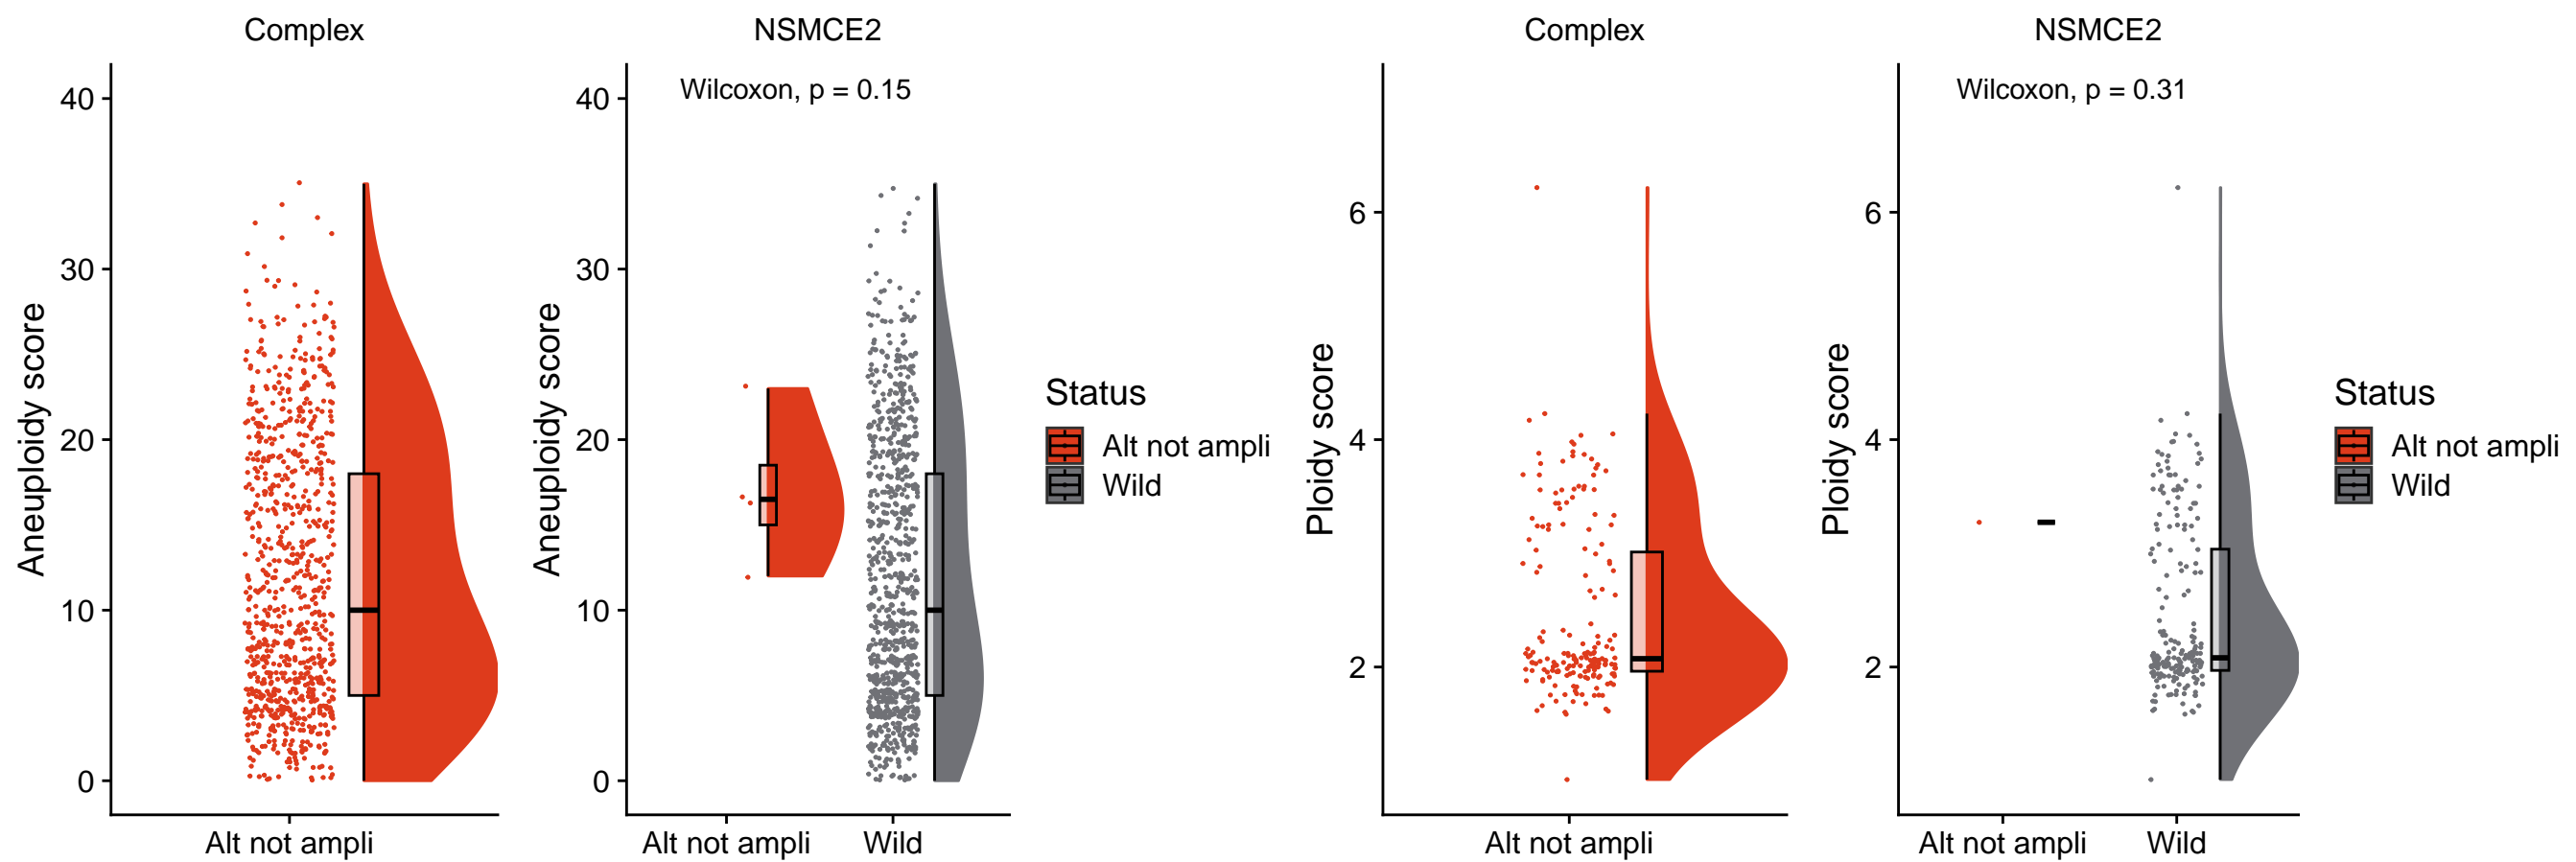 Complex
NSMCE2
Complex
NSMCE2
Wilcoxon, p = 0.15
Wilcoxon, p = 0.31
Aneuploidy score
40
30
20
10
0
Alt not ampli
Aneuploidy score
40
30
20
10
0
Alt not ampli
Wild
Status
Alt not ampli
Wild
Ploidy score
6
4
2
Alt not ampli
Ploidy score
6
4
2
Alt not ampli
Wild
Status
Alt not ampli
Wild